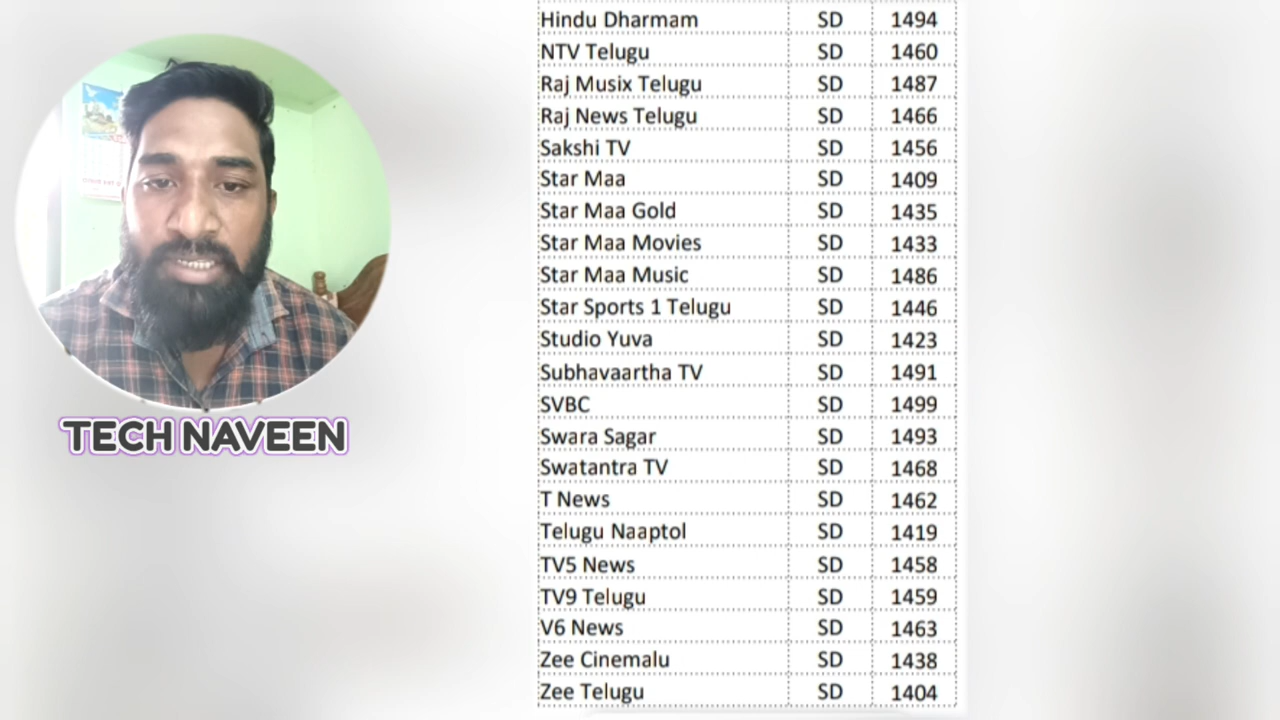 Hindu Dharmam SD 1494
NTV Telugu SD 1460
Raj Musix Telugu SD 1487
Raj News Telugu SD 1466
Sakshi TV SD 1456
Star Maa SD 1409
Star Maa Gold SD 1435
Star Maa Movies SD 1433
Star Maa Music SD 1486
Star Sports 1 Telugu SD 1446
Studio Yuva SD 1423
Subhavaartha TV SD 1491
SVBC SD 1499
Swara Sagar SD 1493
Swatantra TV SD 1468
T News SD 1462
Telugu Naaptol SD 1419
TV5 News SD 1458
TV9 Telugu SD 1459
V6 News SD 1463
Zee Cinemalu SD 1438
Zee Telugu SD 1404
TECH NAVEEN